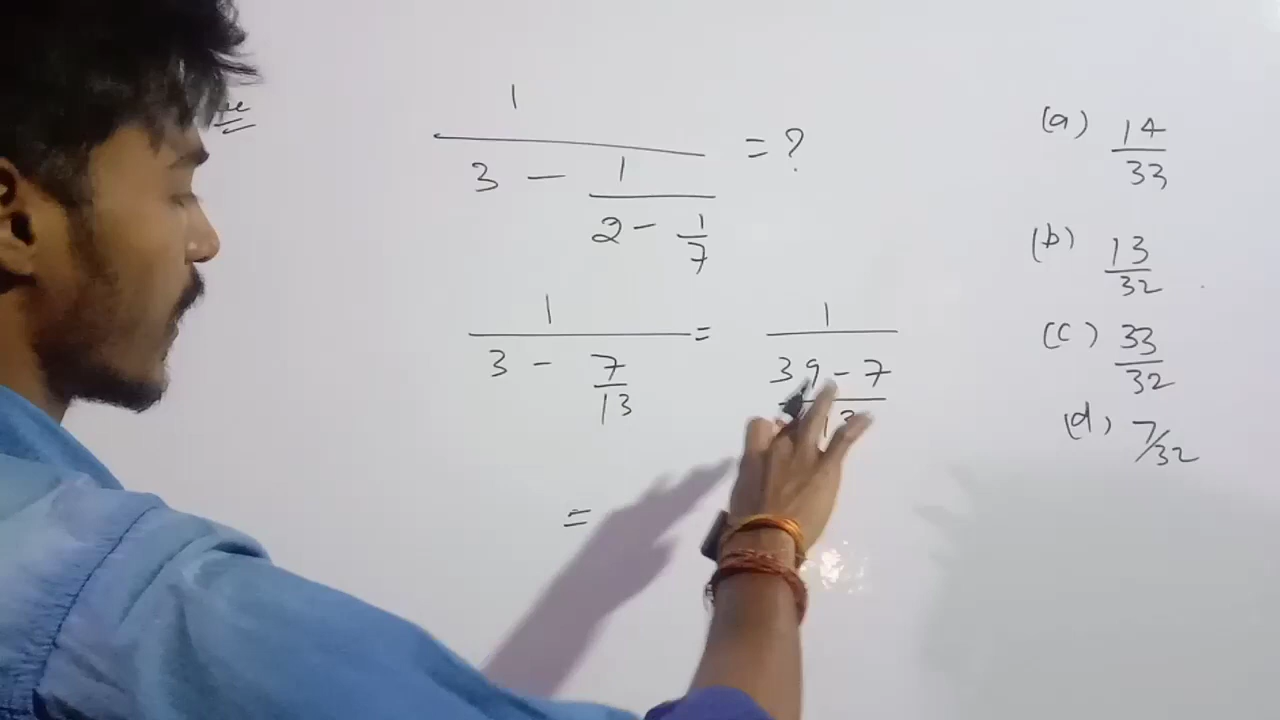 1
3 - 1 = ?
2 - 1
7
1 = 1
3 - 7/13 39 - 7
=
(a) 14/33
(b) 13/32
(c) 33/32
(d) 7/32